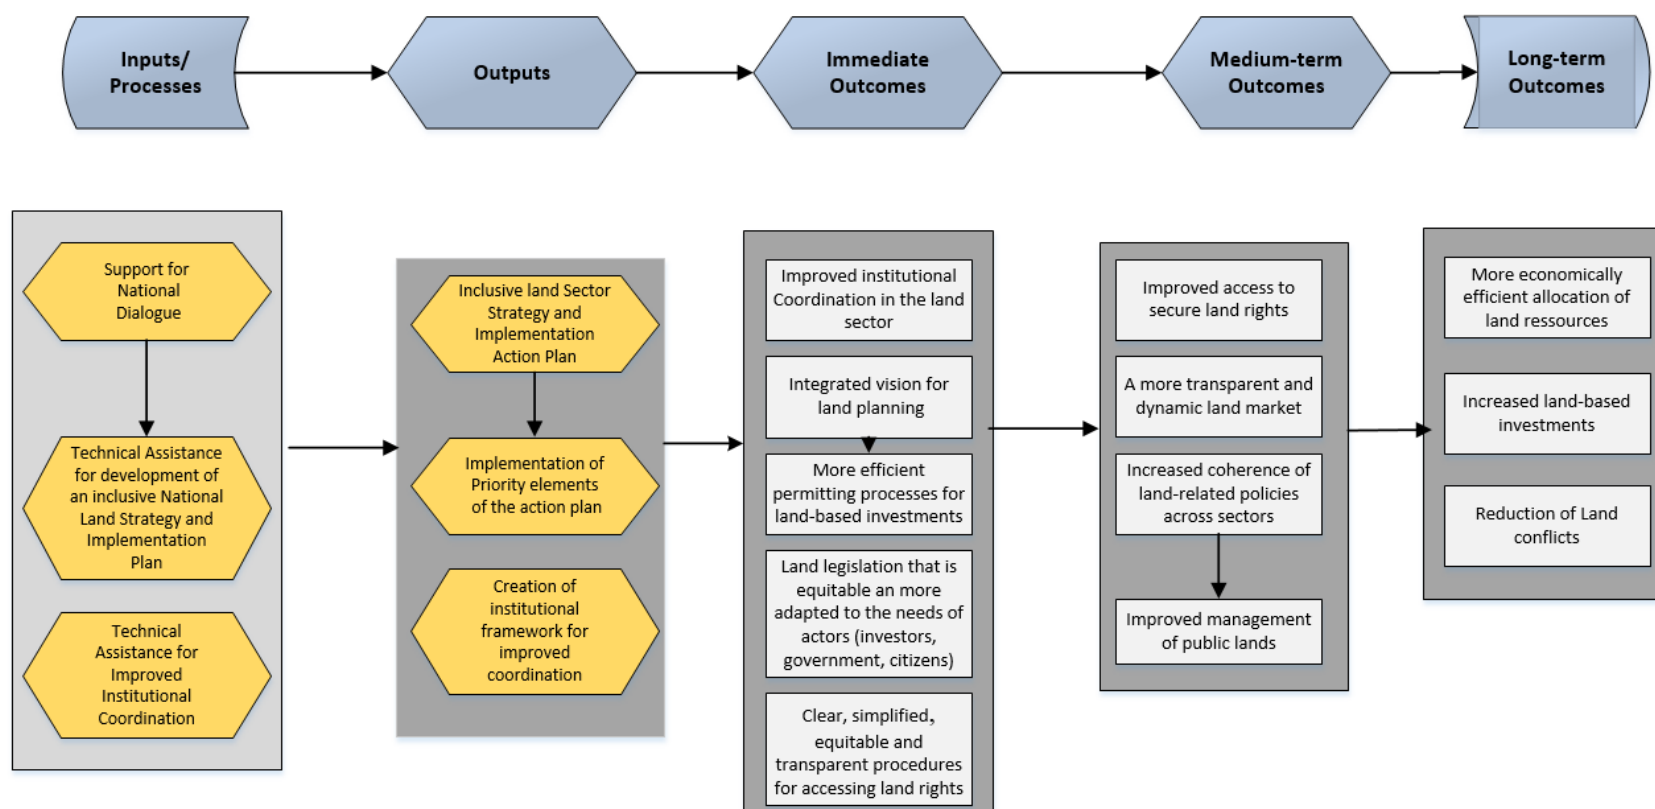 Inputs/
Processes
Outputs
Immediate
Outcomes
Medium-term
Outcomes
Long-term
Outcomes
Support for
National
Dialogue
Technical Assistance
for development of
an inclusive National
Land Strategy and
Implementation
Plan
Technical
Assistance for
Improved
Institutional
Coordination
Inclusive land Sector
Strategy and
Implementation
Action Plan
Implementation of
Priority elements
of the action plan
Creation of
institutional
framework for
improved
coordination
Improved institutional
Coordination in the land
sector
Integrated vision for
land planning
More efficient
permitting processes for
land-based investments
Land legislation that is
equitable an more
adapted to the needs of
actors (investors,
government, citizens)
Clear, simplified,
equitable and
transparent procedures
for accessing land rights
Improved access to
secure land rights
A more transparent and
dynamic land market
Increased coherence of
land-related policies
across sectors
Improved management
of public lands
More economically
efficient allocation of
land ressources
Increased land-based
investments
Reduction of Land
conflicts